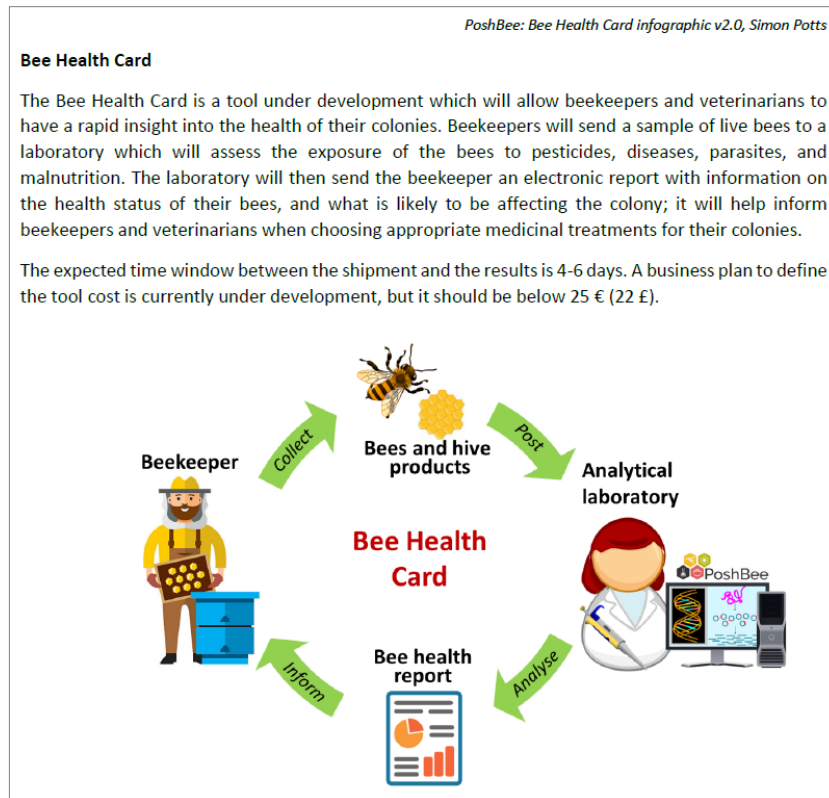 PoshBee: Bee Health Card infographic v2.0, Simon Potts
Bee Health Card
The Bee Health Card is a tool under development which will allow beekeepers and veterinarians to
have a rapid insight into the health of their colonies. Beekeepers will send a sample of live bees to a
laboratory which will assess the exposure of the bees to pesticides, diseases, parasites, and
malnutrition. The laboratory will then send the beekeeper an electronic report with information on
the health status of their bees, and what is likely to be affecting the colony; it will help inform
beekeepers and veterinarians when choosing appropriate medicinal treatments for their colonies.
The expected time window between the shipment and the results is 4-6 days. A business plan to define
the tool cost is currently under development, but it should be below 25 € (22 £).
Collect
Bees and hive
products
Post
Beekeeper
Analytical
laboratory
Bee Health
Card
PoshBee
Bee health
report
Inform
Analyse